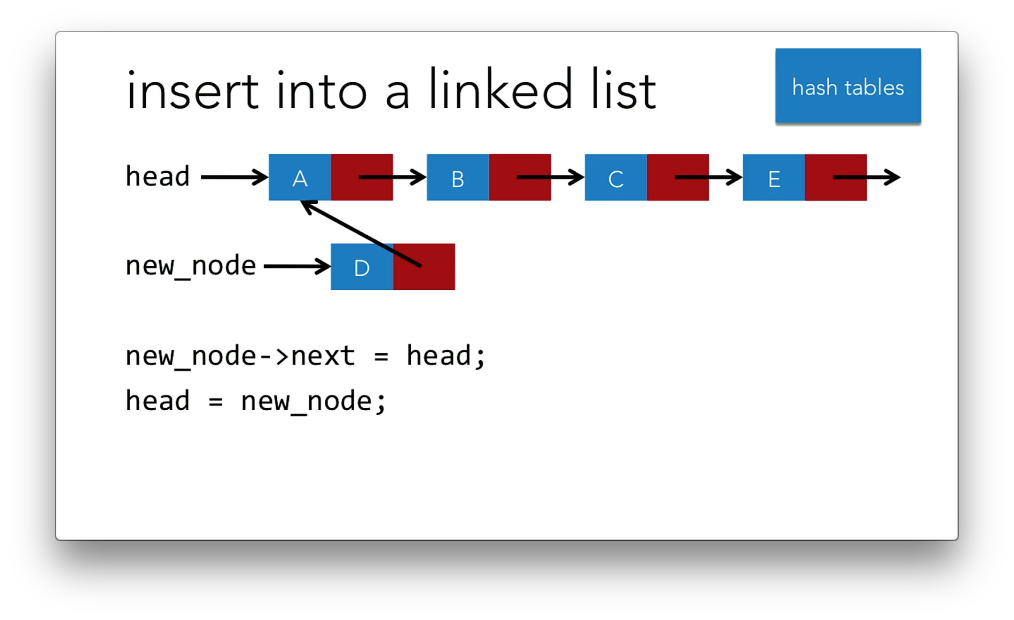 insert into a linked list
hash tables
head
A
B
C
E
new_node
D
new_node->next = head;
head = new_node;